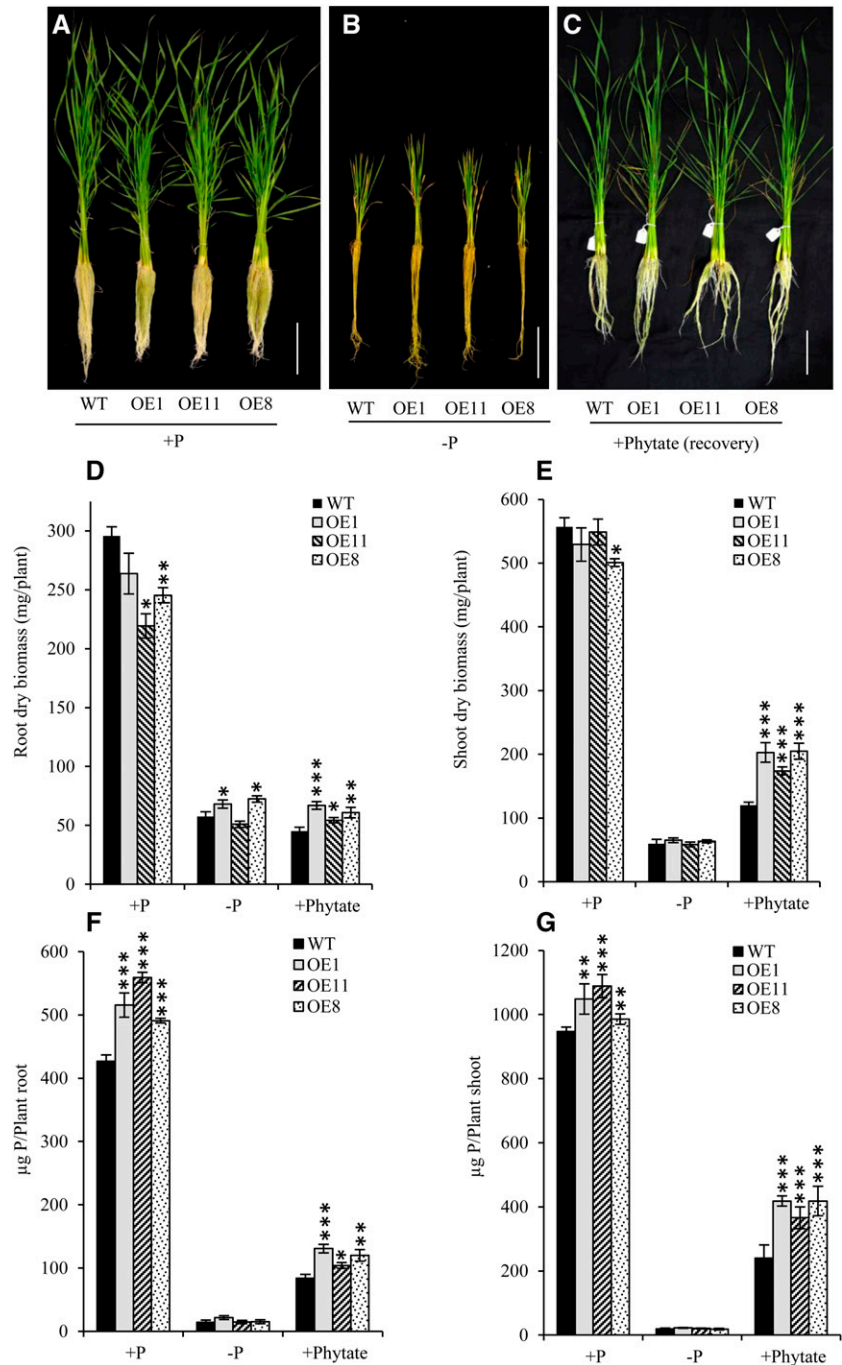 A
B
C
WT OE1 OE11 OE8
+P
WT OE1 OE11 OE8
-P
WT OE1 OE11 OE8
+Phytate (recovery)
D
Root dry biomass (mg/plant)
300
250
200
150
100
50
0
WT
OE1
OE11
OE8
*
**
*
*
***
*
**
+P -P +Phytate
E
Shoot dry biomass (mg/plant)
600
500
400
300
200
100
0
WT
OE1
OE11
OE8
*
***
***
***
+P -P +Phytate
F
µg P/Plant root
600
500
400
300
200
100
0
WT
OE1
OE11
OE8
***
***
***
***
*
**
+P -P +Phytate
G
µg P/Plant shoot
1200
1000
800
600
400
200
0
WT
OE1
OE11
OE8
**
***
**
***
***
***
+P -P +Phytate